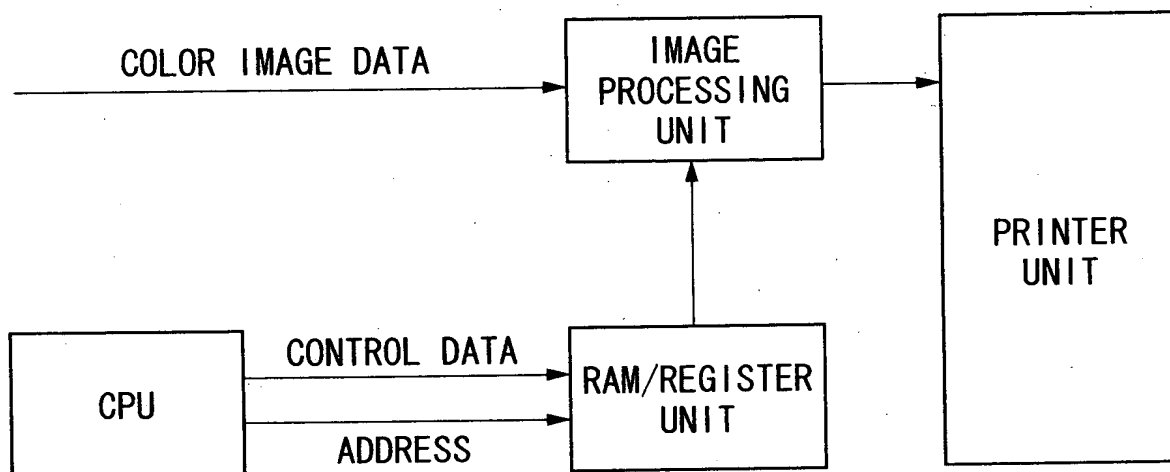 COLOR IMAGE DATA
IMAGE
PROCESSING
UNIT
PRINTER
UNIT
CPU
CONTROL DATA
ADDRESS
RAM/REGISTER
UNIT